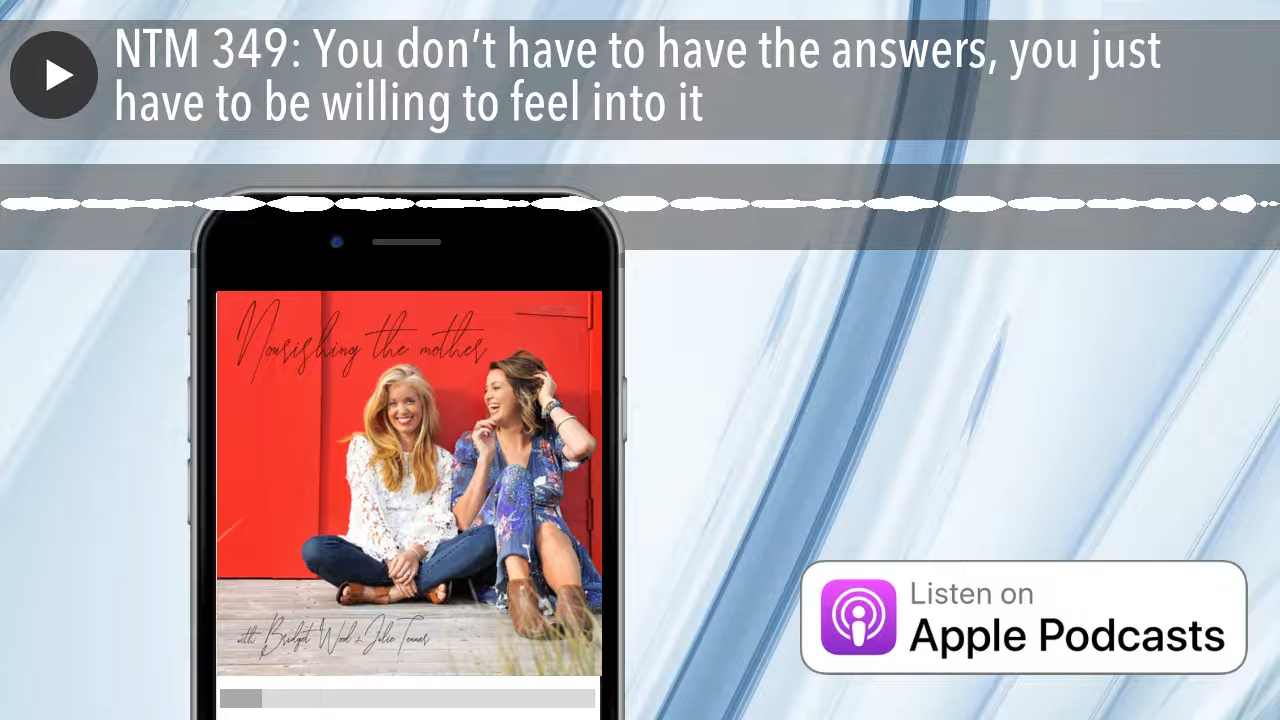 NTM 349: You don't have to have the answers, you just
have to be willing to feel into it
Nourishing the mother
with Bridget Wood & Julie Tenner
Listen on
Apple Podcasts